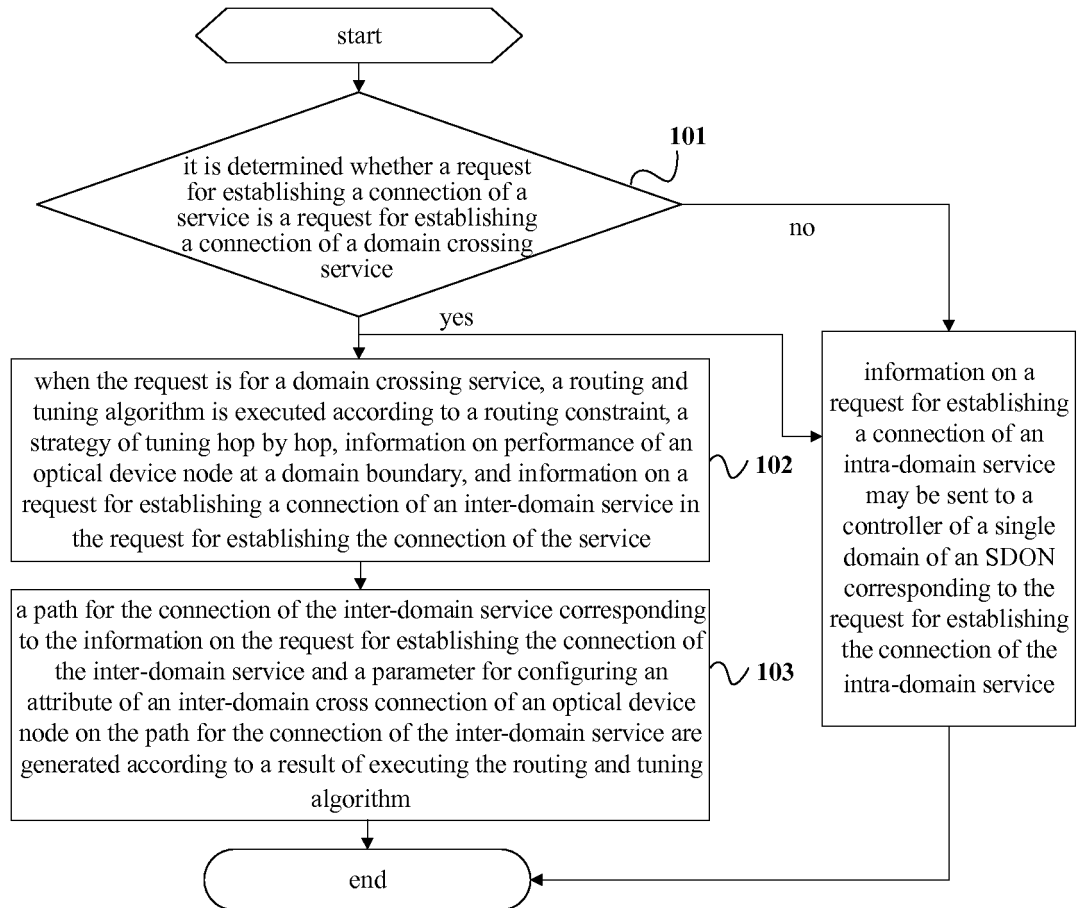 start
it is determined whether a request
for establishing a connection of a
service is a request for establishing
a connection of a domain crossing
service
101
no
yes
when the request is for a domain crossing service, a routing and
tuning algorithm is executed according to a routing constraint, a
strategy of tuning hop by hop, information on performance of an
optical device node at a domain boundary, and information on a
request for establishing a connection of an inter-domain service in
the request for establishing the connection of the service
102
a path for the connection of the inter-domain service corresponding
to the information on the request for establishing the connection of
the inter-domain service and a parameter for configuring an
attribute of an inter-domain cross connection of an optical device
node on the path for the connection of the inter-domain service are
generated according to a result of executing the routing and tuning
algorithm
103
information on a
request for establishing
a connection of an
intra-domain service
may be sent to a
controller of a single
domain of an SDON
corresponding to the
request for establishing
the connection of the
intra-domain service
end